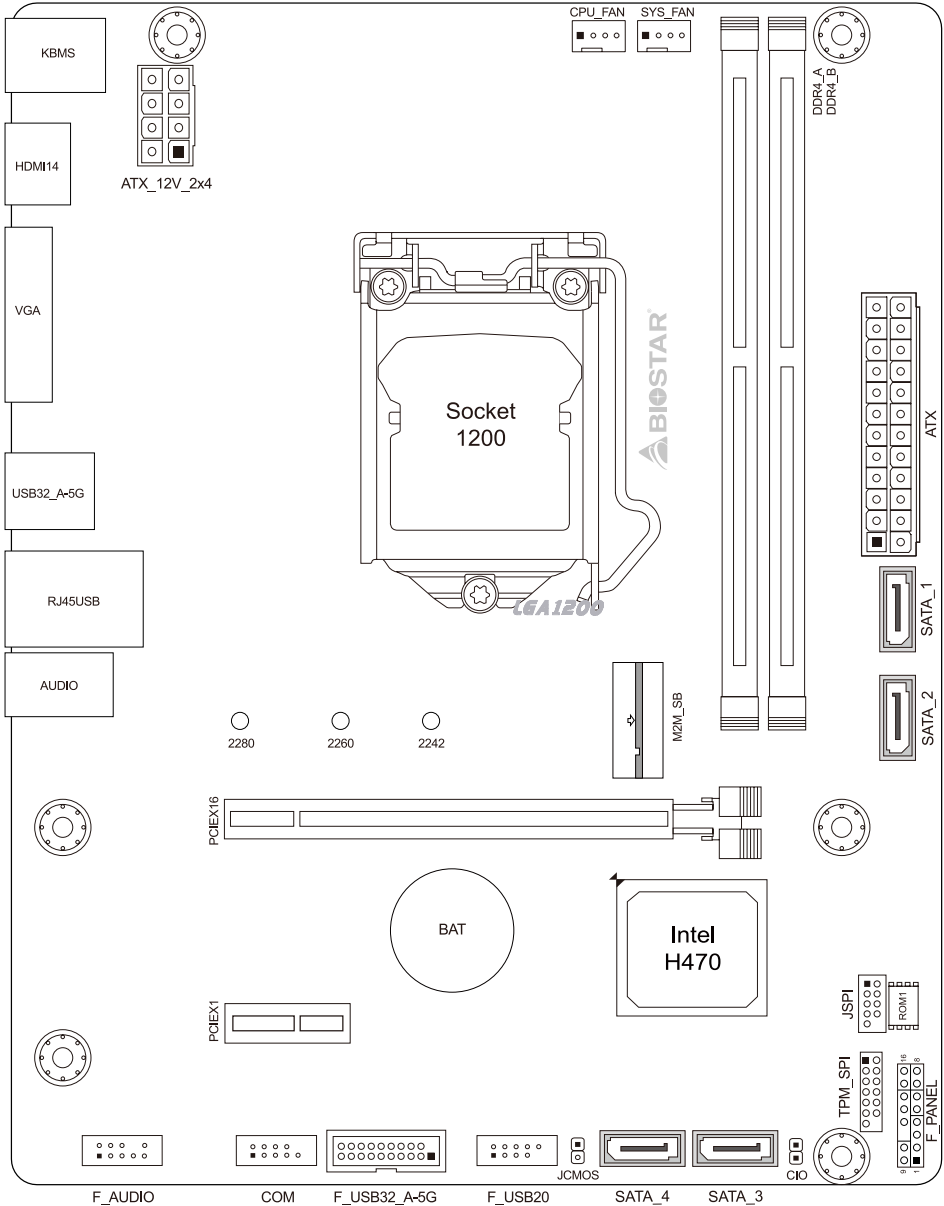 CPU_FAN
SYS_FAN
KBMS
DDR4_A
DDR4_B
HDMI14
ATX_12V_2x4
VGA
BIOSTAR
Socket
1200
ATX
USB32_A-5G
RJ45USB
LGA1200
SATA_1
AUDIO
M2M_SB
SATA_2
2280
2260
2242
PCIEX16
BAT
Intel
H470
PCIEX1
JSPI
ROM1
TPM_SPI
16
8
F_PANEL
9
1
JCMOS
CIO
F_AUDIO
COM
F_USB32_A-5G
F_USB20
SATA_4
SATA_3